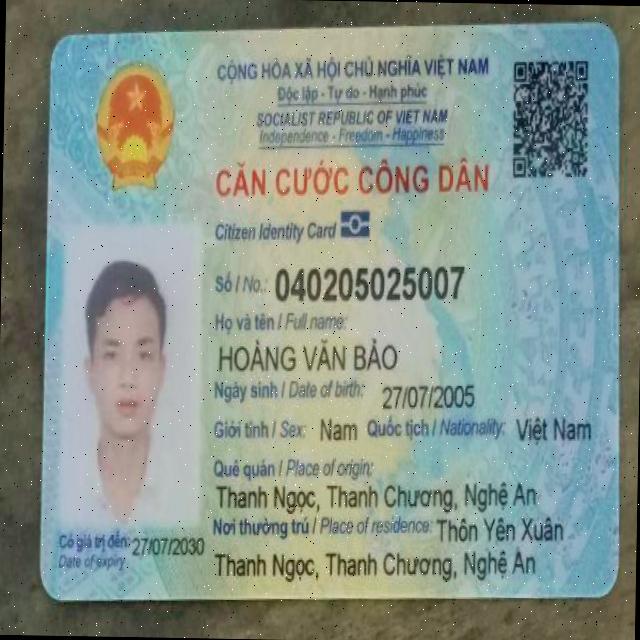 CỘNG HÒA XÃ HỘI CHỦ NGHĨA VIỆT NAM
Độc lập - Tự do - Hạnh phúc
SOCIALIST REPUBLIC OF VIET NAM
Independence - Freedom - Happiness
CĂN CƯỚC CÔNG DÂN
Citizen Identity Card
Số / No.: 040205025007
Họ và tên / Full name:
HOÀNG VĂN BẢO
Ngày sinh / Date of birth: 27/07/2005
Giới tính / Sex: Nam Quốc tịch / Nationality: Việt Nam
Quê quán / Place of origin:
Thanh Ngọc, Thanh Chương, Nghệ An
Nơi thường trú / Place of residence: Thôn Yên Xuân
Thanh Ngọc, Thanh Chương, Nghệ An
Có giá trị đến: 27/07/2030
Date of expiry